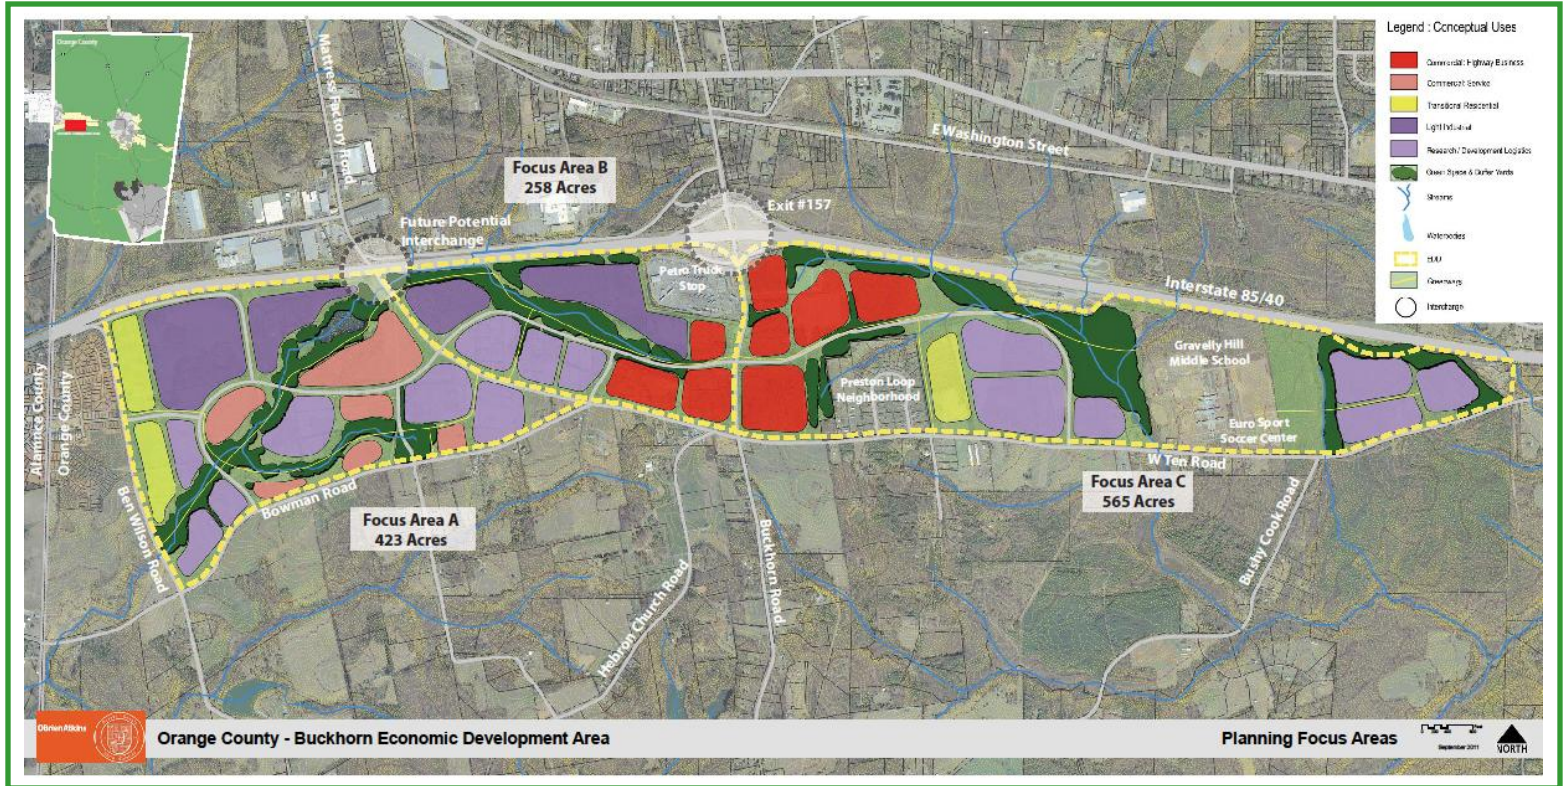 Orange County
Legend : Conceptual Uses
Commercial: Highway Business
Commercial: Service
Transitional Residential
Light Industrial
Research / Development Logistics
Green Space & Buffer Yards
Streams
Waterbodies
EDD
Greenways
Interchange
Mattress Factory Road
Focus Area B
258 Acres
E Washington Street
Exit #157
Future Potential
Interchange
Petro Truck
Stop
Interstate 85/40
Gravelly Hill
Middle School
Preston Loop
Neighborhood
Euro Sport
Soccer Center
W Ten Road
Alamance County
Orange County
Ben Wilson Road
Bowman Road
Focus Area A
423 Acres
Focus Area C
565 Acres
Hebron Church Road
Buckhorn Road
Bushy Cook Road
OBrien Atkins
Orange County - Buckhorn Economic Development Area
Planning Focus Areas
September 2011
NORTH